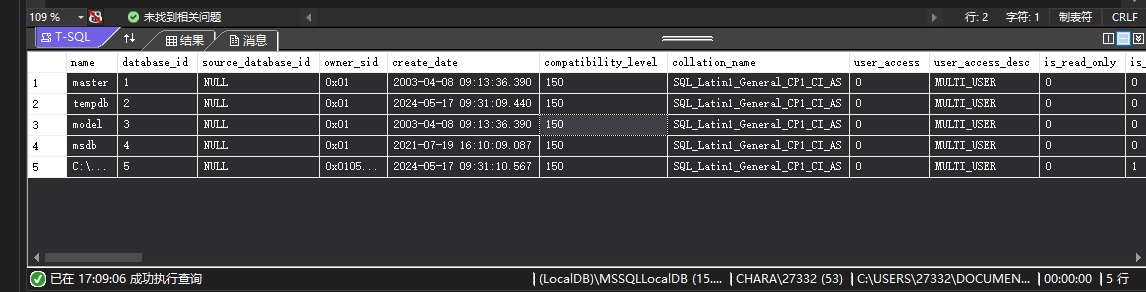 109 % 未找到相关问题 行: 2 字符: 1 制表符 CRLF
T-SQL 结果 消息
name database_id source_database_id owner_sid create_date compatibility_level collation_name user_access user_access_desc is_read_only is_
1 master 1 NULL 0x01 2003-04-08 09:13:36.390 150 SQL_Latin1_General_CP1_CI_AS 0 MULTI_USER 0 0
2 tempdb 2 NULL 0x01 2024-05-17 09:31:09.440 150 SQL_Latin1_General_CP1_CI_AS 0 MULTI_USER 0 0
3 model 3 NULL 0x01 2003-04-08 09:13:36.390 150 SQL_Latin1_General_CP1_CI_AS 0 MULTI_USER 0 0
4 msdb 4 NULL 0x01 2021-07-19 16:10:09.087 150 SQL_Latin1_General_CP1_CI_AS 0 MULTI_USER 0 0
5 C:\... 5 NULL 0x0105... 2024-05-17 09:31:10.567 150 SQL_Latin1_General_CP1_CI_AS 0 MULTI_USER 0 1
已在 17:09:06 成功执行查询 (LocalDB)\MSSQLLocalDB (15.... CHARA\27332 (53) C:\USERS\27332\DOCUMEN... 00:00:00 5 行